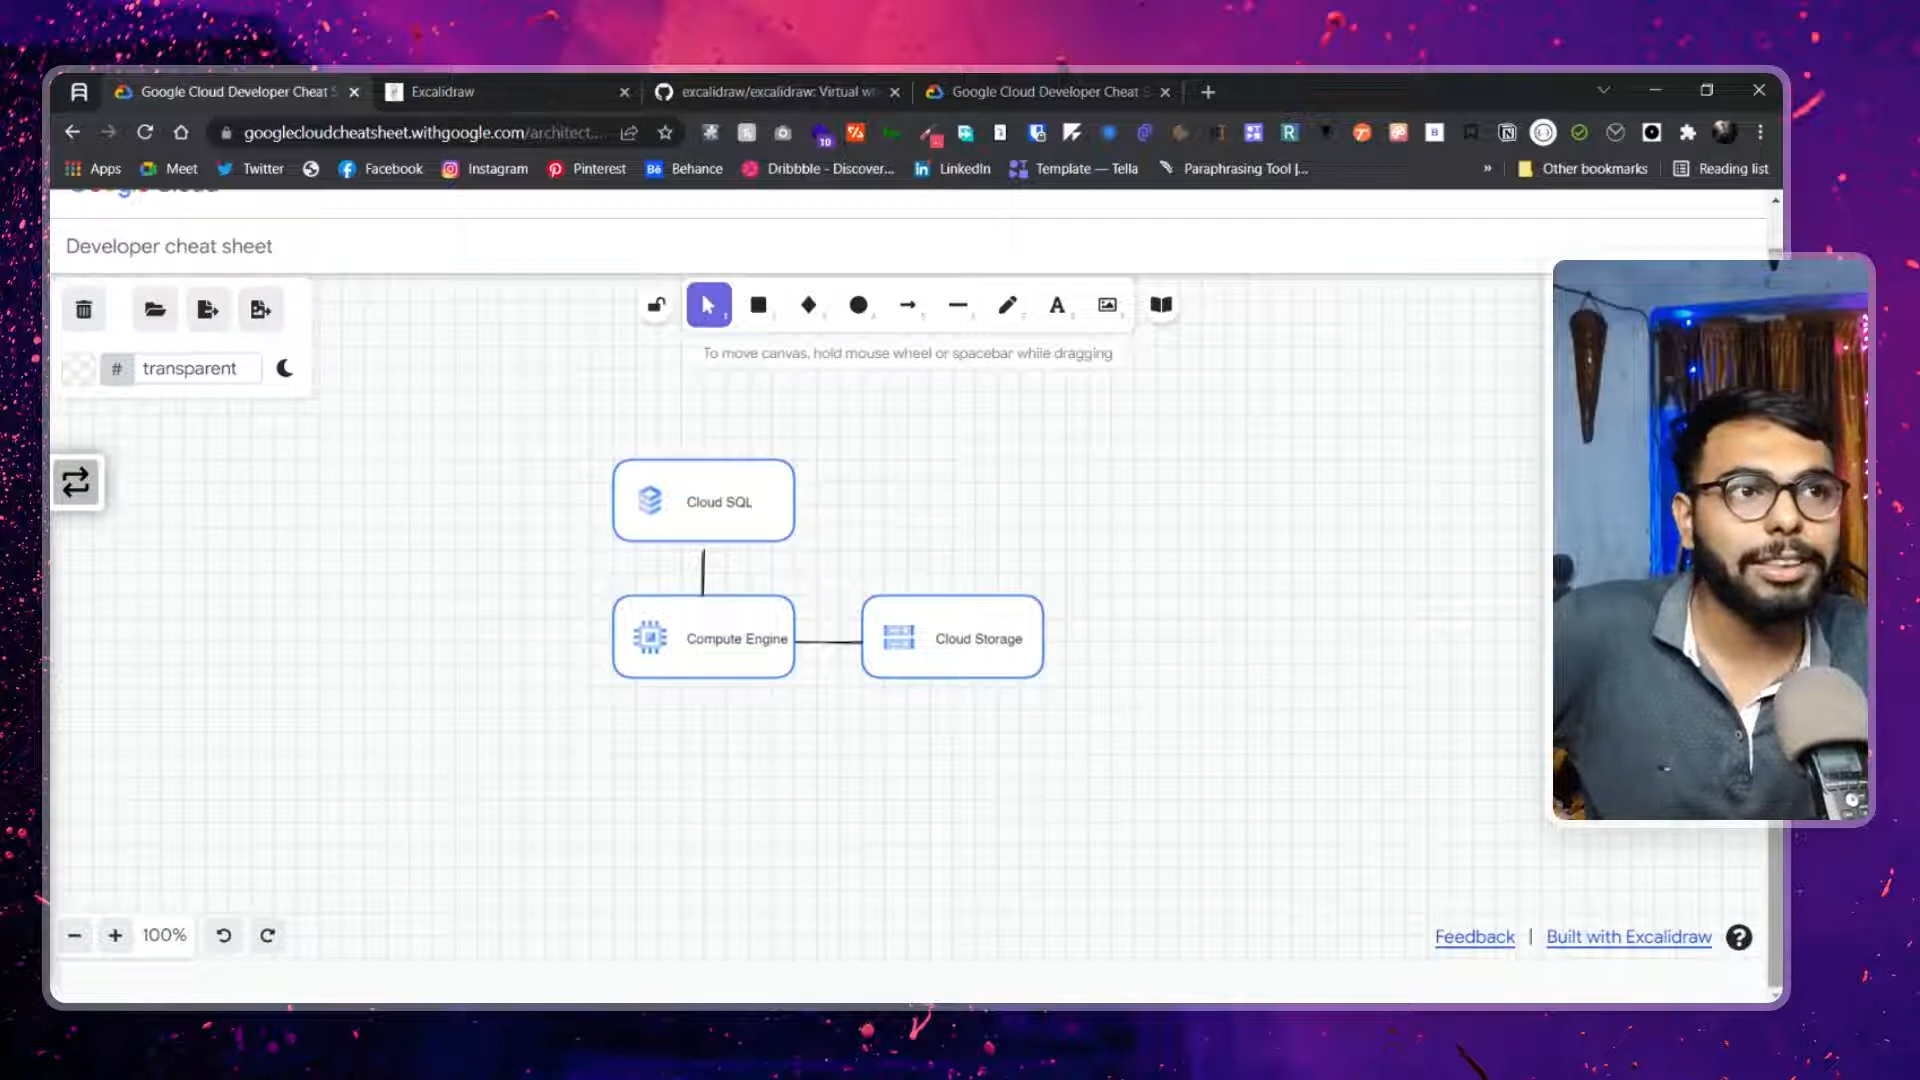 Google Cloud Developer Cheat S
Excalidraw
excalidraw/excalidraw: Virtual w
Google Cloud Developer Cheat S
googlecloudcheatsheet.withgoogle.com/architect...
10
Apps
Meet
Twitter
Facebook
Instagram
Pinterest
Behance
Dribbble - Discover...
LinkedIn
Template — Tella
Paraphrasing Tool |...
»
Other bookmarks
Reading list
Developer cheat sheet
To move canvas, hold mouse wheel or spacebar while dragging
# transparent
Cloud SQL
Compute Engine
Cloud Storage
100%
Feedback | Built with Excalidraw